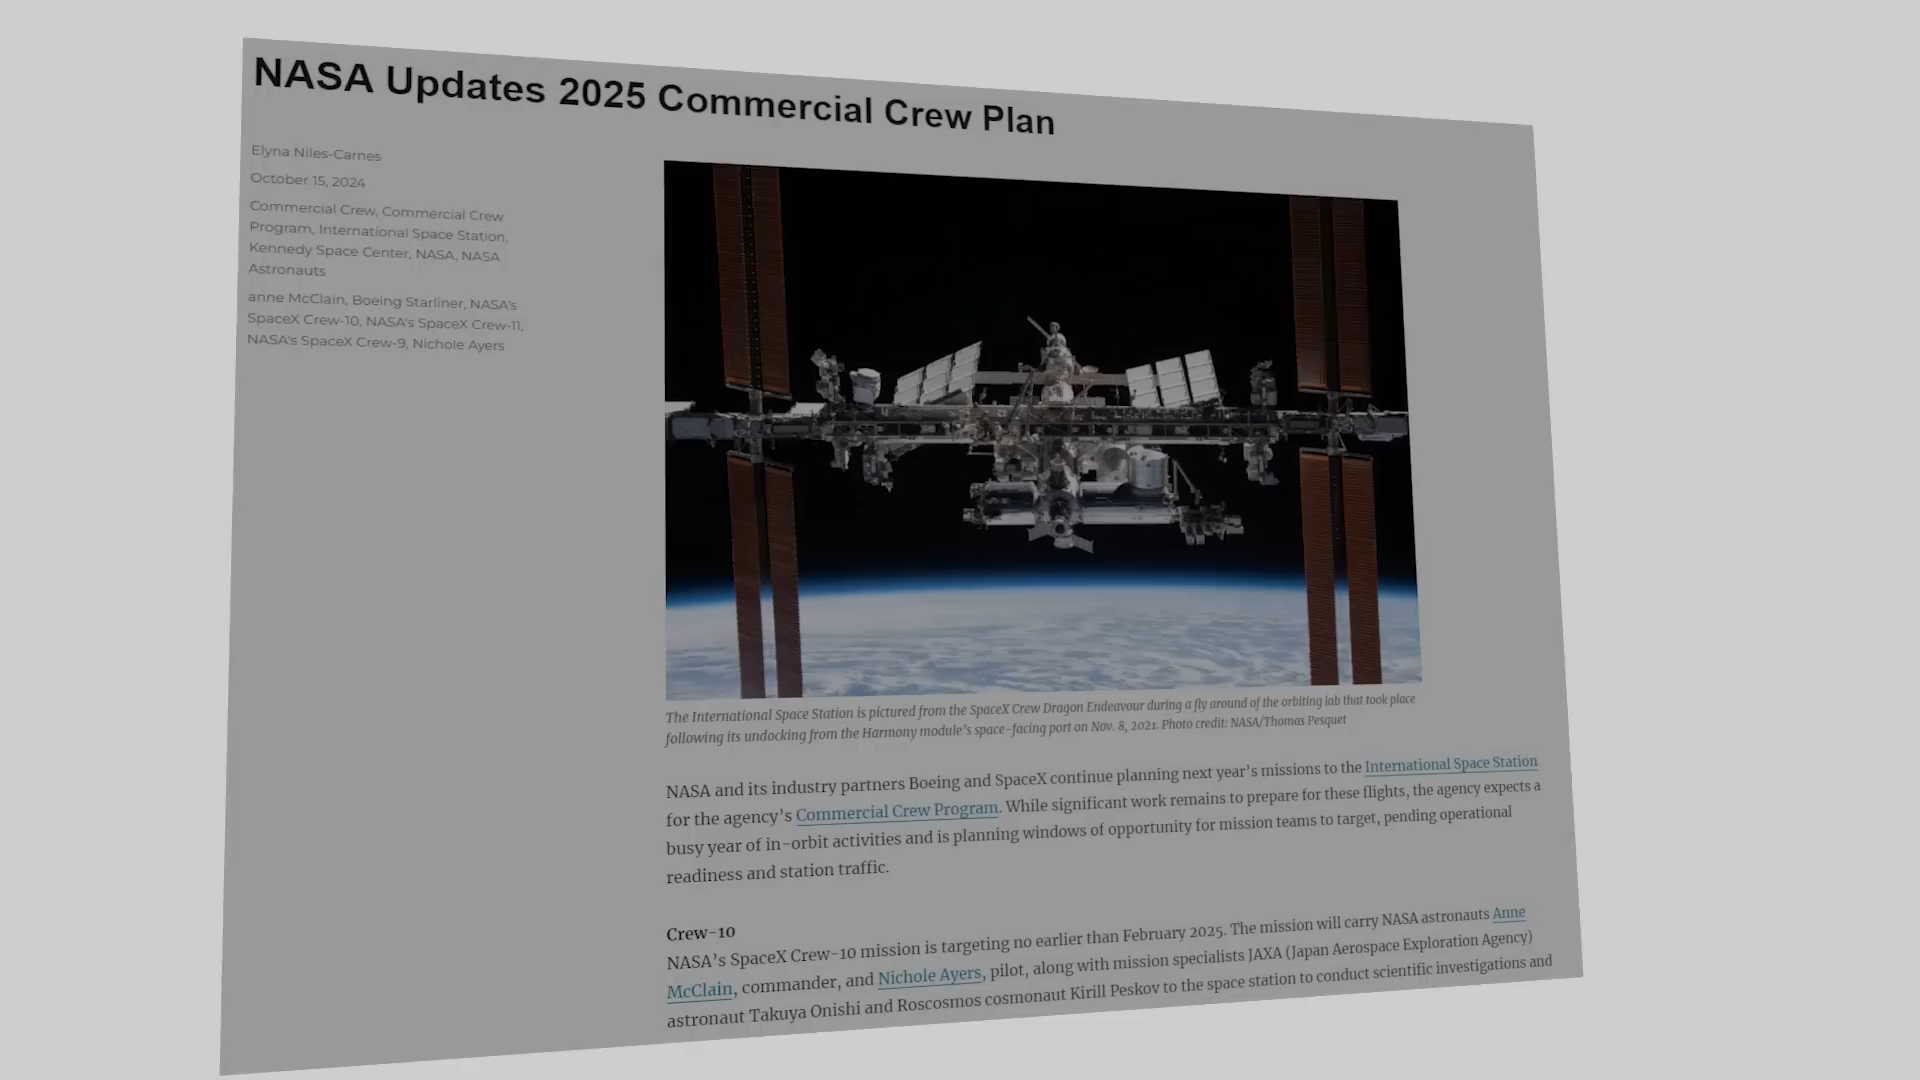 NASA Updates 2025 Commercial Crew Plan
Elyna Niles-Carnes
October 15, 2024
Commercial Crew, Commercial Crew
Program, International Space Station,
Kennedy Space Center, NASA, NASA
Astronauts
anne McClain, Boeing Starliner, NASA's
SpaceX Crew-10, NASA's SpaceX Crew-11,
NASA's SpaceX Crew-9, Nichole Ayers
The International Space Station is pictured from the SpaceX Crew Dragon Endeavour during a fly around of the orbiting lab that took place
following its undocking from the Harmony module's space-facing port on Nov. 8, 2021. Photo credit: NASA/Thomas Pesquet
NASA and its industry partners Boeing and SpaceX continue planning next year's missions to the International Space Station
for the agency's Commercial Crew Program. While significant work remains to prepare for these flights, the agency expects a
busy year of in-orbit activities and is planning windows of opportunity for mission teams to target, pending operational
readiness and station traffic.
Crew-10
NASA's SpaceX Crew-10 mission is targeting no earlier than February 2025. The mission will carry NASA astronauts Anne
McClain, commander, and Nichole Ayers, pilot, along with mission specialists JAXA (Japan Aerospace Exploration Agency)
astronaut Takuya Onishi and Roscosmos cosmonaut Kirill Peskov to the space station to conduct scientific investigations and